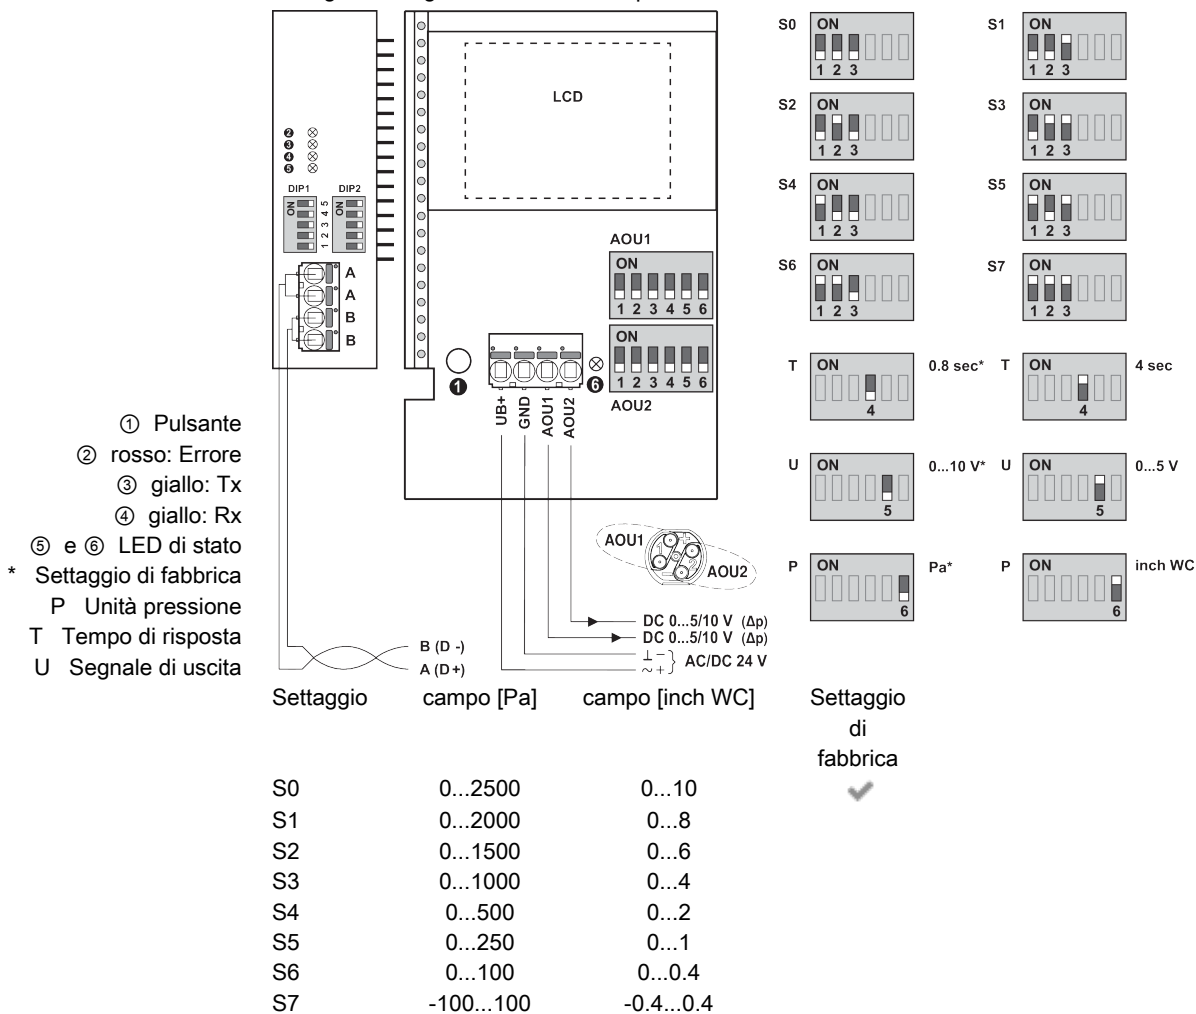 S0
ON
1 2 3
S1
ON
1 2 3
S2
ON
1 2 3
S3
ON
1 2 3
S4
ON
1 2 3
S5
ON
1 2 3
S6
ON
1 2 3
S7
ON
1 2 3
LCD
2
3
4
5
DIP1
DIP2
ON
ON
1 2 3 4 5
A
A
B
B
AOU1
ON
1 2 3 4 5 6
ON
1 2 3 4 5 6
AOU2
1
6
UB+
GND
AOU1
AOU2
T
ON
4
0.8 sec*
T
ON
4
4 sec
U
ON
5
0...10 V*
U
ON
5
0...5 V
P
ON
6
Pa*
P
ON
6
inch WC
① Pulsante
② rosso: Errore
③ giallo: Tx
④ giallo: Rx
⑤ e ⑥ LED di stato
* Settaggio di fabbrica
P Unità pressione
T Tempo di risposta
U Segnale di uscita
AOU1
AOU2
DC 0...5/10 V (Δp)
DC 0...5/10 V (Δp)
⊥ −
~ +
AC/DC 24 V
B (D -)
A (D+)
Settaggio campo [Pa] campo [inch WC] Settaggio
di
fabbrica
S0 0...2500 0...10 ✔
S1 0...2000 0...8
S2 0...1500 0...6
S3 0...1000 0...4
S4 0...500 0...2
S5 0...250 0...1
S6 0...100 0...0.4
S7 -100...100 -0.4...0.4